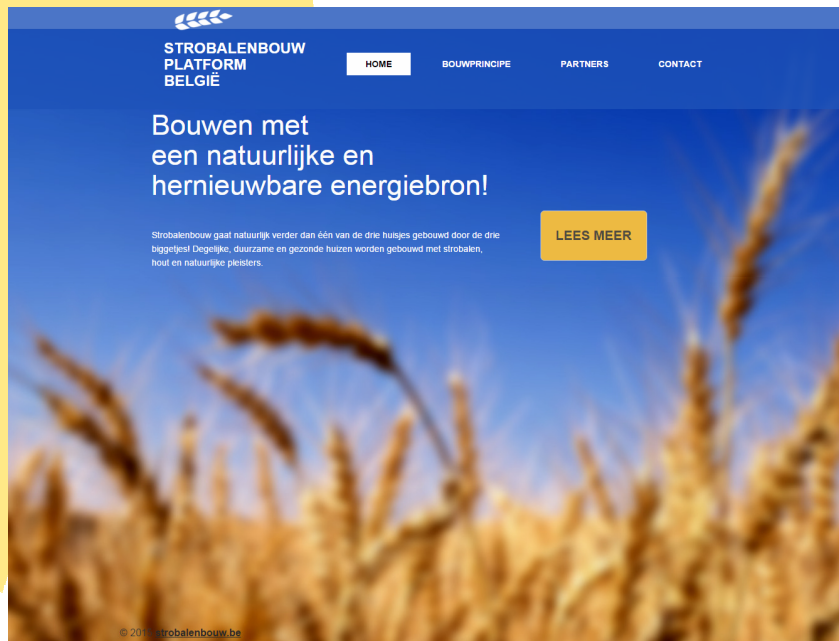 STROBALENBOUW
PLATFORM
BELGIË
HOME
BOUWPRINCIPE
PARTNERS
CONTACT
Bouwen met
een natuurlijke en
hernieuwbare energiebron!
Strobalenbouw gaat natuurlijk verder dan één van de drie huisjes gebouwd door de drie
biggetjes! Degelijke, duurzame en gezonde huizen worden gebouwd met strobalen,
hout en natuurlijke pleisters.
LEES MEER
© strobalenbouw.be